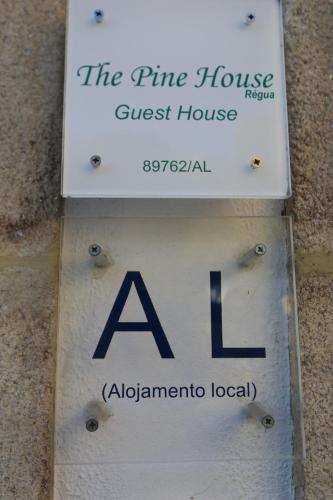 The Pine House
Régua
Guest House
89762/AL
A L
(Alojamento local)